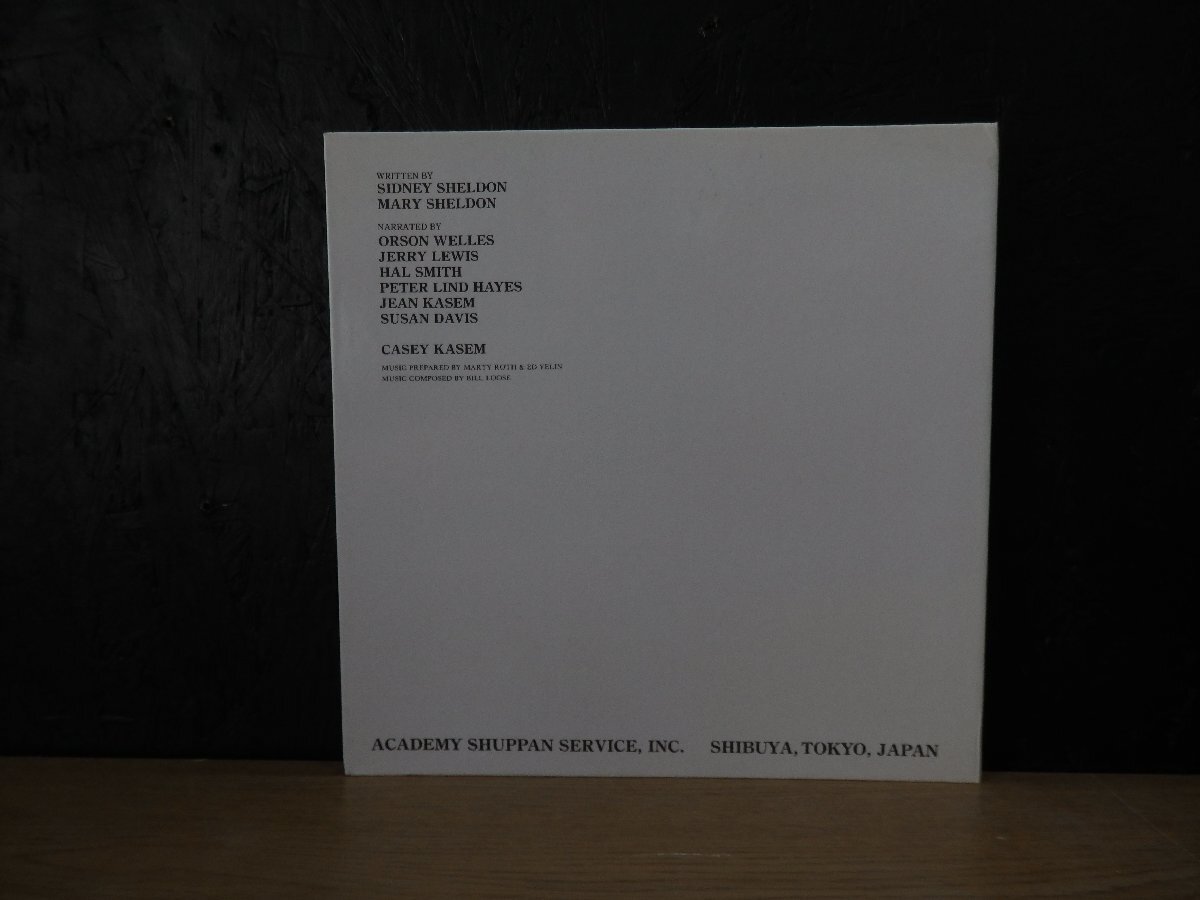 WRITTEN BY
SIDNEY SHELDON
MARY SHELDON
NARRATED BY
ORSON WELLES
JERRY LEWIS
HAL SMITH
PETER LIND HAYES
JEAN KASEM
SUSAN DAVIS
CASEY KASEM
MUSIC PREPARED BY MARTY ROTH & ED YELIN
MUSIC COMPOSED BY BILL LOOSE
ACADEMY SHUPPAN SERVICE, INC. SHIBUYA, TOKYO, JAPAN